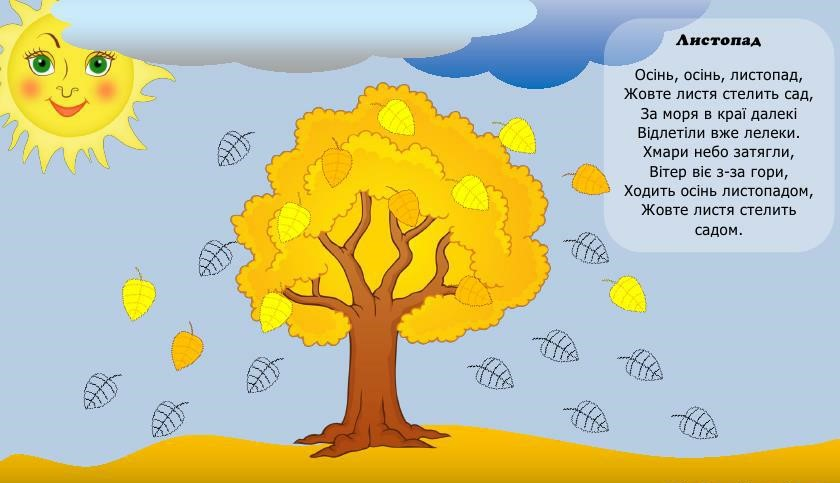 Листопад
Осінь, осінь, листопад,
Жовте листя стелить сад,
За моря в краї далекі
Відлетіли вже лелеки.
Хмари небо затягли,
Вітер віє з-за гори,
Ходить осінь листопадом,
Жовте листя стелить
садом.